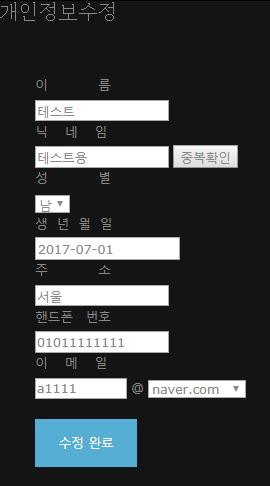 개인정보수정
이 름
테스트
닉 네 임
테스트용 중복확인
성 별
남
생 년 월 일
2017-07-01
주 소
서울
핸드폰 번호
01011111111
이 메 일
a1111 @ naver.com
수정 완료